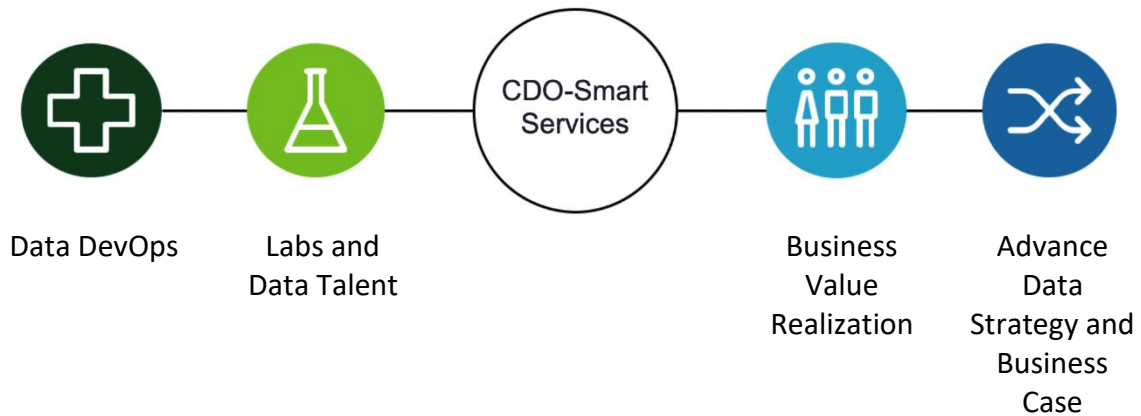 CDO-Smart
Services
Data DevOps
Labs and
Data Talent
Business
Value
Realization
Advance
Data
Strategy and
Business
Case